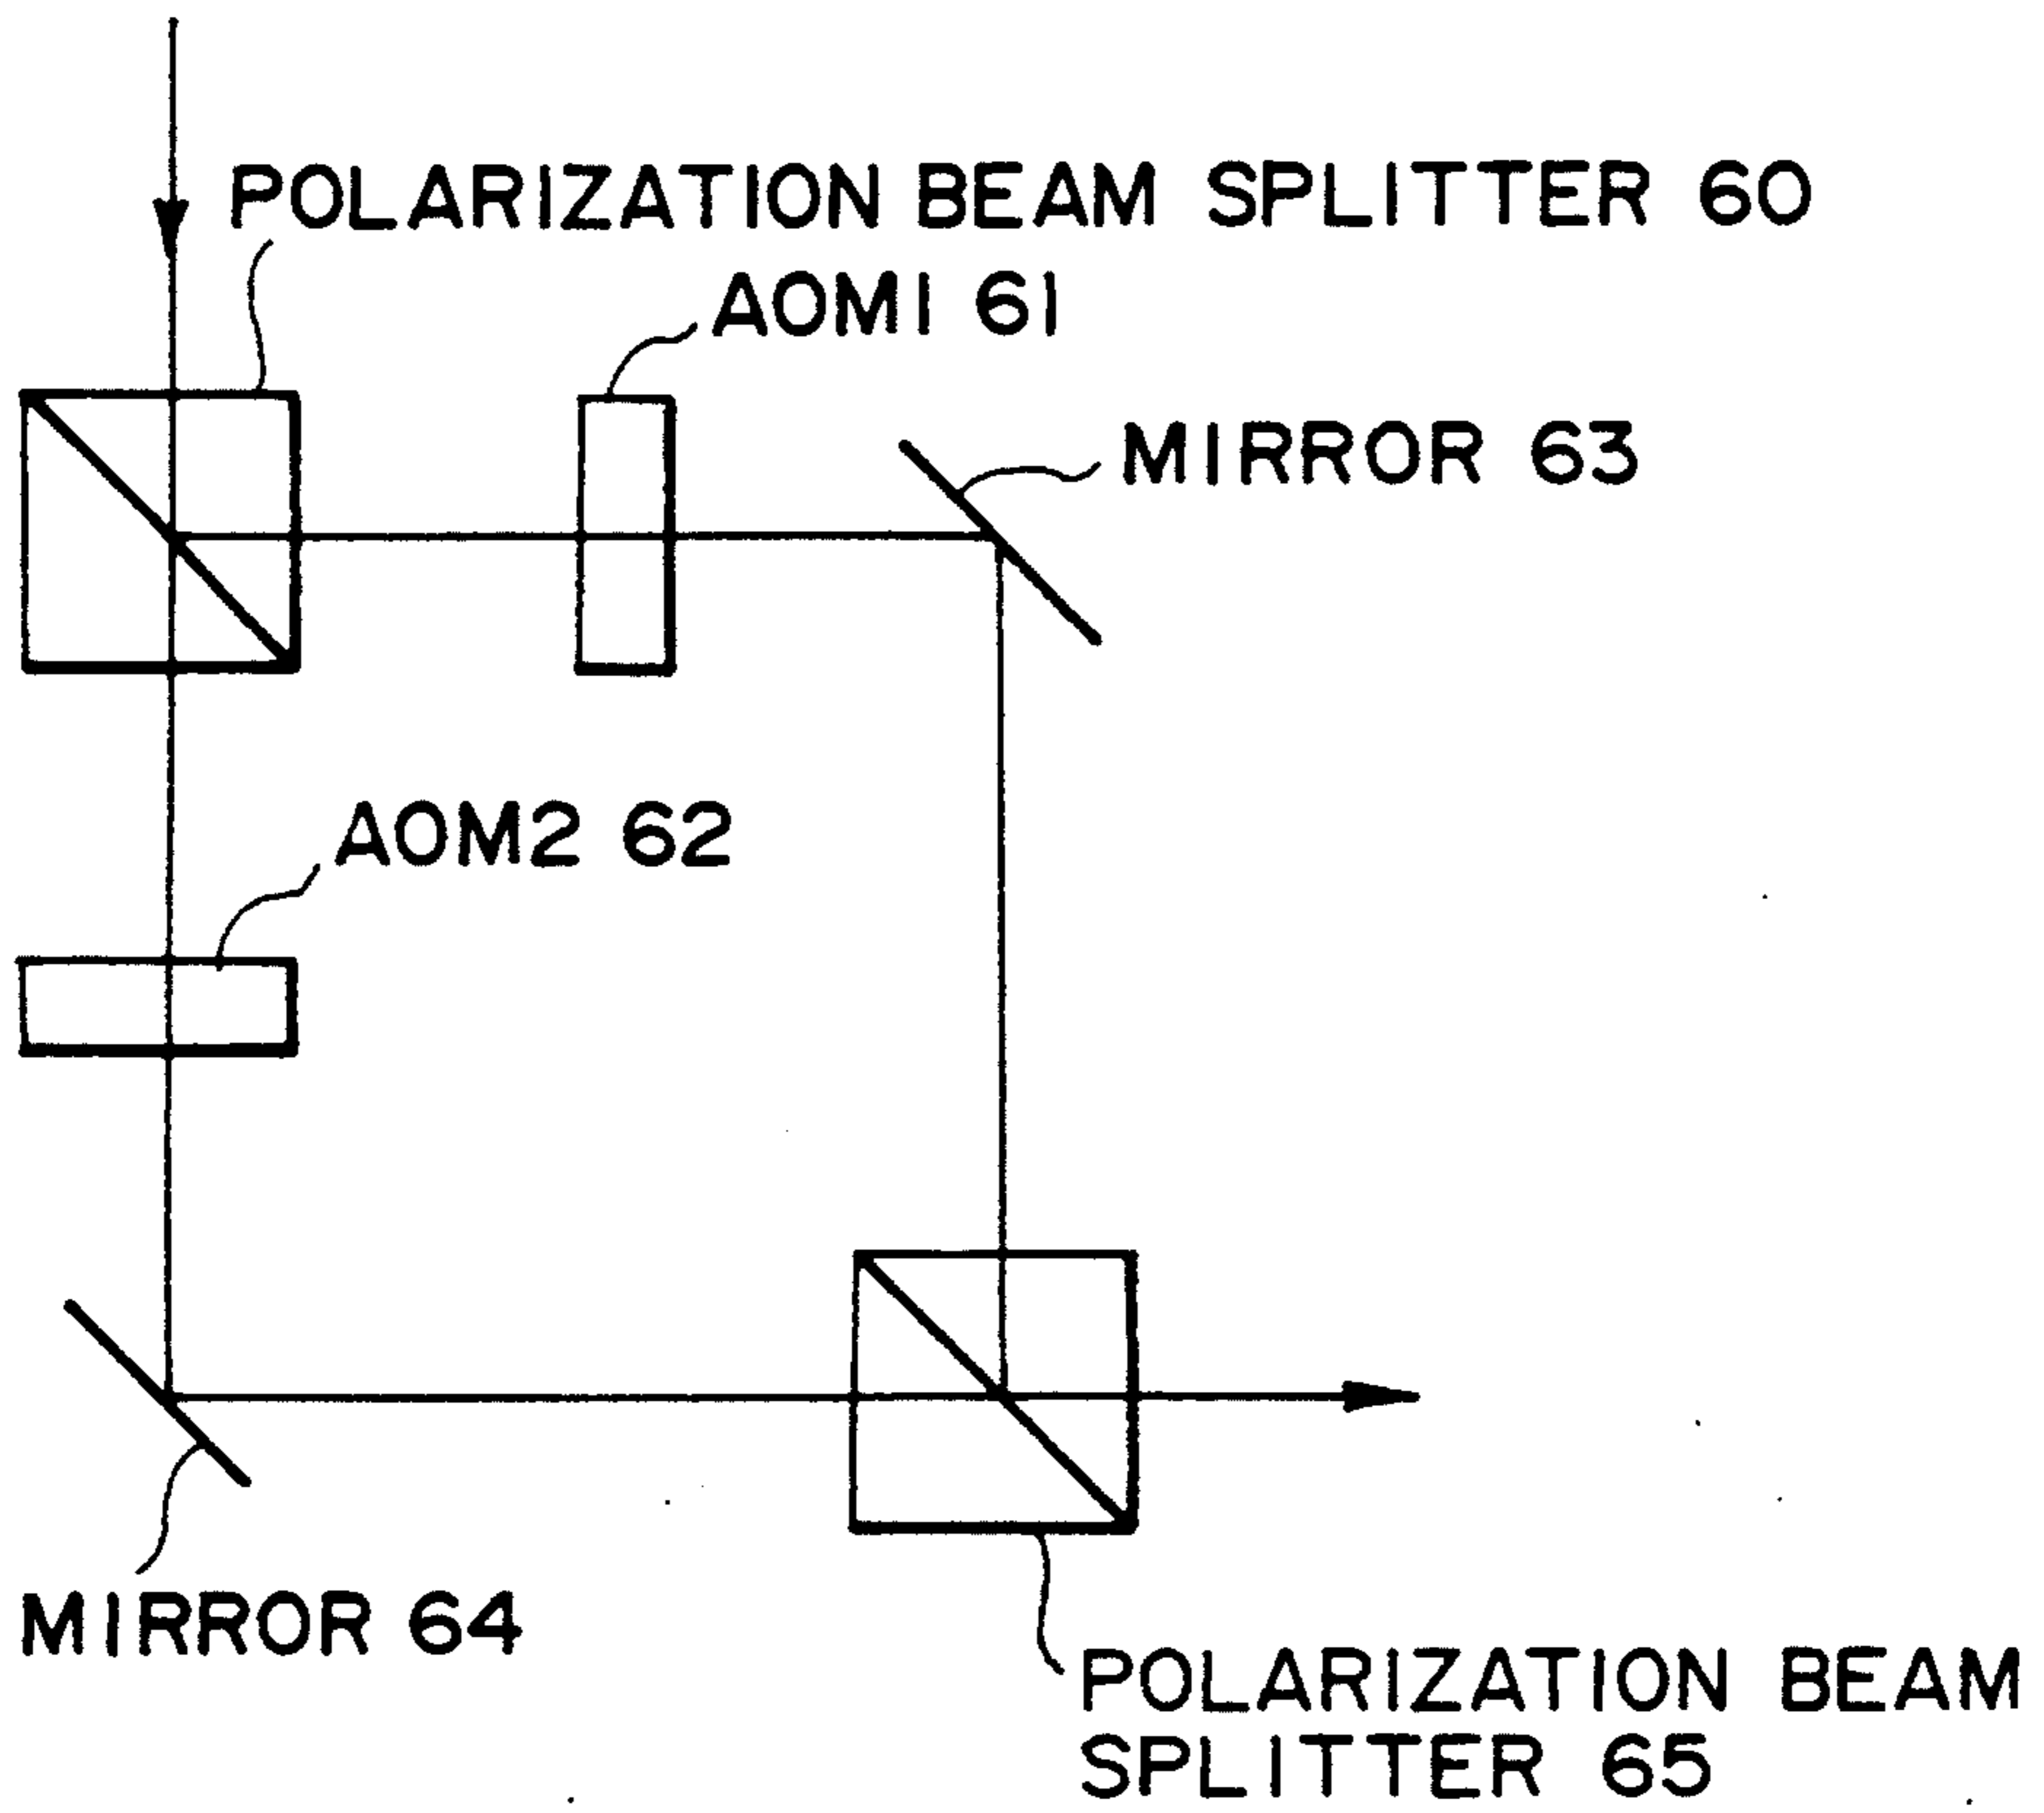 POLARIZATION BEAM SPLITTER 60
AOM1 61
MIRROR 63
AOM2 62
MIRROR 64
POLARIZATION BEAM
SPLITTER 65